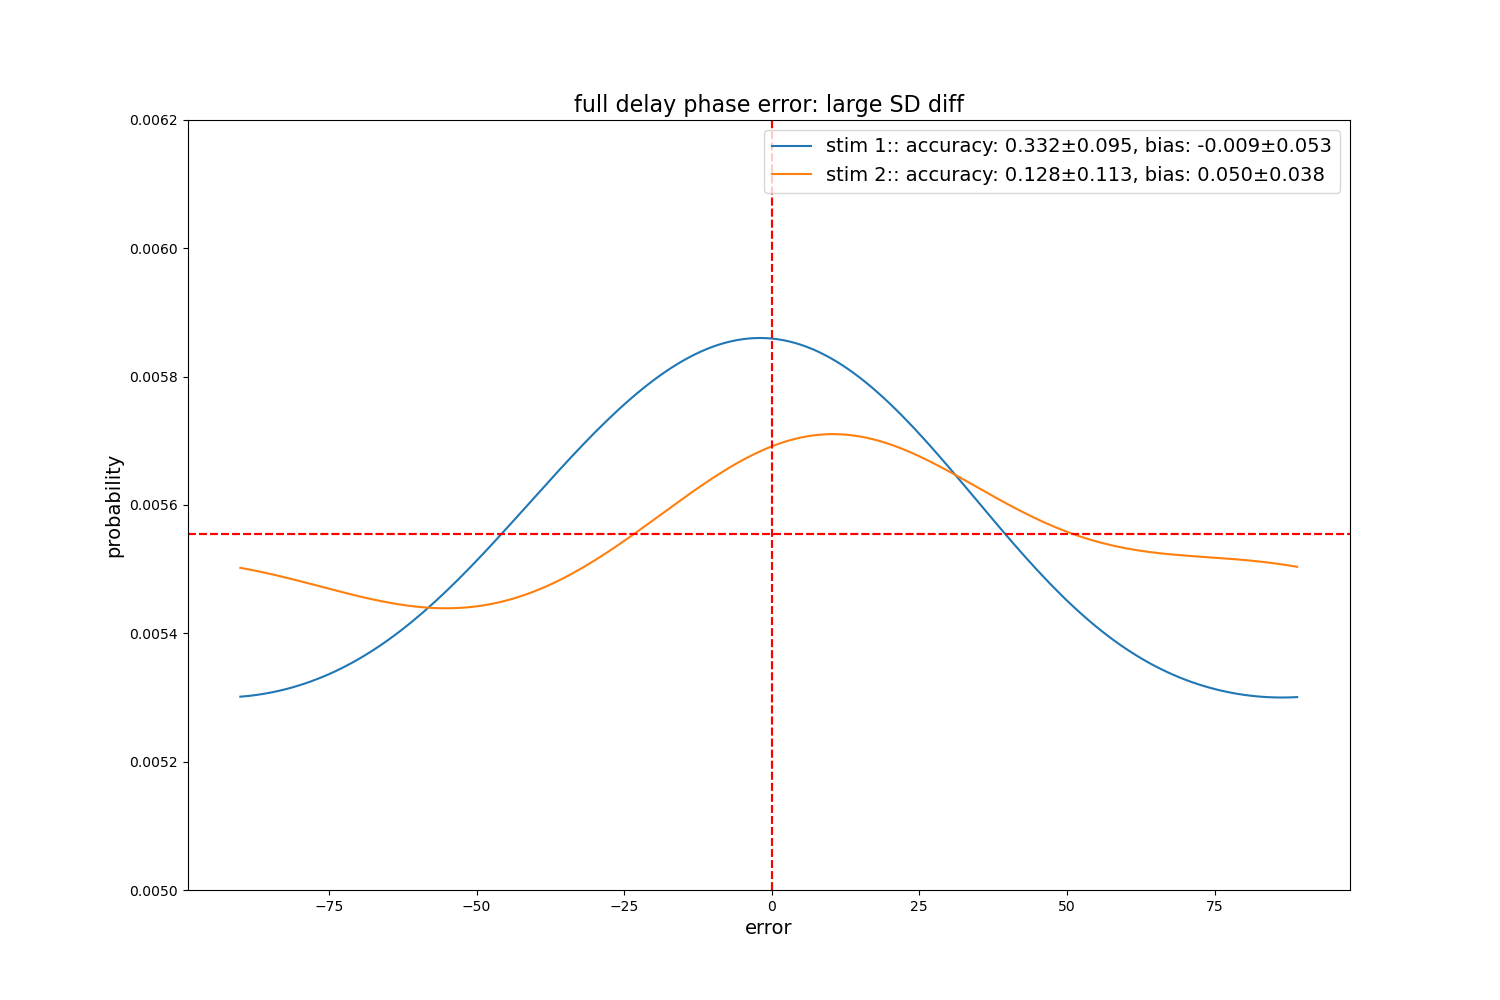 full delay phase error: large SD diff
stim 1:: accuracy: 0.332±0.095, bias: -0.009±0.053
stim 2:: accuracy: 0.128±0.113, bias: 0.050±0.038
probability
0.0062
0.0060
0.0058
0.0056
0.0054
0.0052
0.0050
−75
−50
−25
0
25
50
75
error